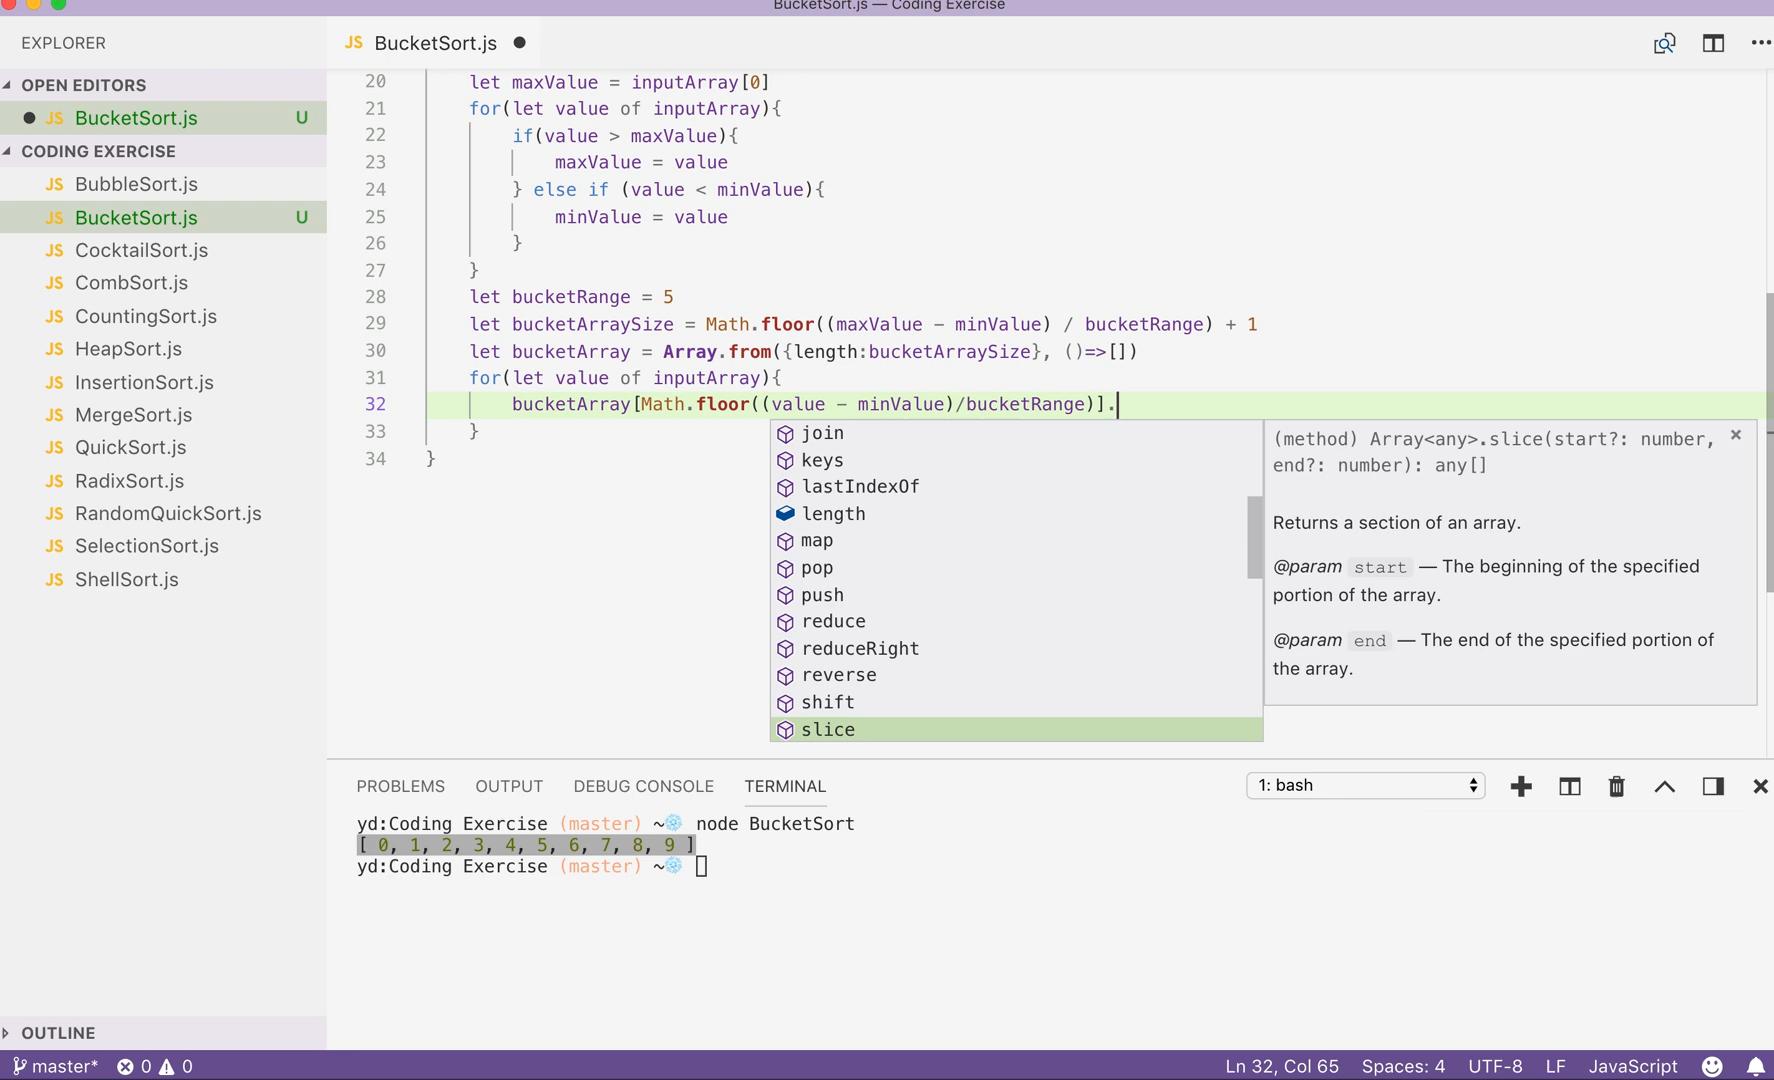 BucketSort.js — Coding Exercise
EXPLORER
OPEN EDITORS
JS BucketSort.js U
CODING EXERCISE
JS BubbleSort.js
JS BucketSort.js U
JS CocktailSort.js
JS CombSort.js
JS CountingSort.js
JS HeapSort.js
JS InsertionSort.js
JS MergeSort.js
JS QuickSort.js
JS RadixSort.js
JS RandomQuickSort.js
JS SelectionSort.js
JS ShellSort.js
OUTLINE
JS BucketSort.js
20 let maxValue = inputArray[0]
21 for(let value of inputArray){
22 if(value > maxValue){
23 maxValue = value
24 } else if (value < minValue){
25 minValue = value
26 }
27 }
28 let bucketRange = 5
29 let bucketArraySize = Math.floor((maxValue - minValue) / bucketRange) + 1
30 let bucketArray = Array.from({length:bucketArraySize}, ()=>[])
31 for(let value of inputArray){
32 bucketArray[Math.floor((value - minValue)/bucketRange)].
33 }
34 }
join
keys
lastIndexOf
length
map
pop
push
reduce
reduceRight
reverse
shift
slice
(method) Array<any>.slice(start?: number,
end?: number): any[]
Returns a section of an array.
@param start — The beginning of the specified
portion of the array.
@param end — The end of the specified portion of
the array.
PROBLEMS OUTPUT DEBUG CONSOLE TERMINAL 1: bash
yd:Coding Exercise (master) ~ node BucketSort
[ 0, 1, 2, 3, 4, 5, 6, 7, 8, 9 ]
yd:Coding Exercise (master) ~
master* 0 0 Ln 32, Col 65 Spaces: 4 UTF-8 LF JavaScript